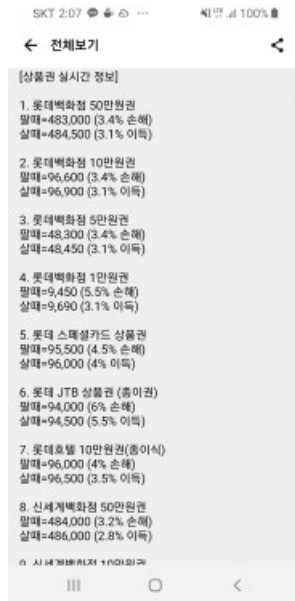 SKT 2:07
100%
전체보기
[상품권 실시간 정보]
1. 롯데백화점 50만원권
팔때=483,000 (3.4% 손해)
살때=484,500 (3.1% 이득)
2. 롯데백화점 10만원권
팔때=96,600 (3.4% 손해)
살때=96,900 (3.1% 이득)
3. 롯데백화점 5만원권
팔때=48,300 (3.4% 손해)
살때=48,450 (3.1% 이득)
4. 롯데백화점 1만원권
팔때=9,450 (5.5% 손해)
살때=9,690 (3.1% 이득)
5. 롯데 스페셜카드 상품권
팔때=95,500 (4.5% 손해)
살때=96,000 (4% 이득)
6. 롯데 JTB 상품권 (종이권)
팔때=94,000 (6% 손해)
살때=94,500 (5.5% 이득)
7. 롯데호텔 10만원권(종이식)
팔때=96,000 (4% 손해)
살때=96,500 (3.5% 이득)
8. 신세계백화점 50만원권
팔때=484,000 (3.2% 손해)
살때=486,000 (2.8% 이득)
9. 신세계백화점 10만원권